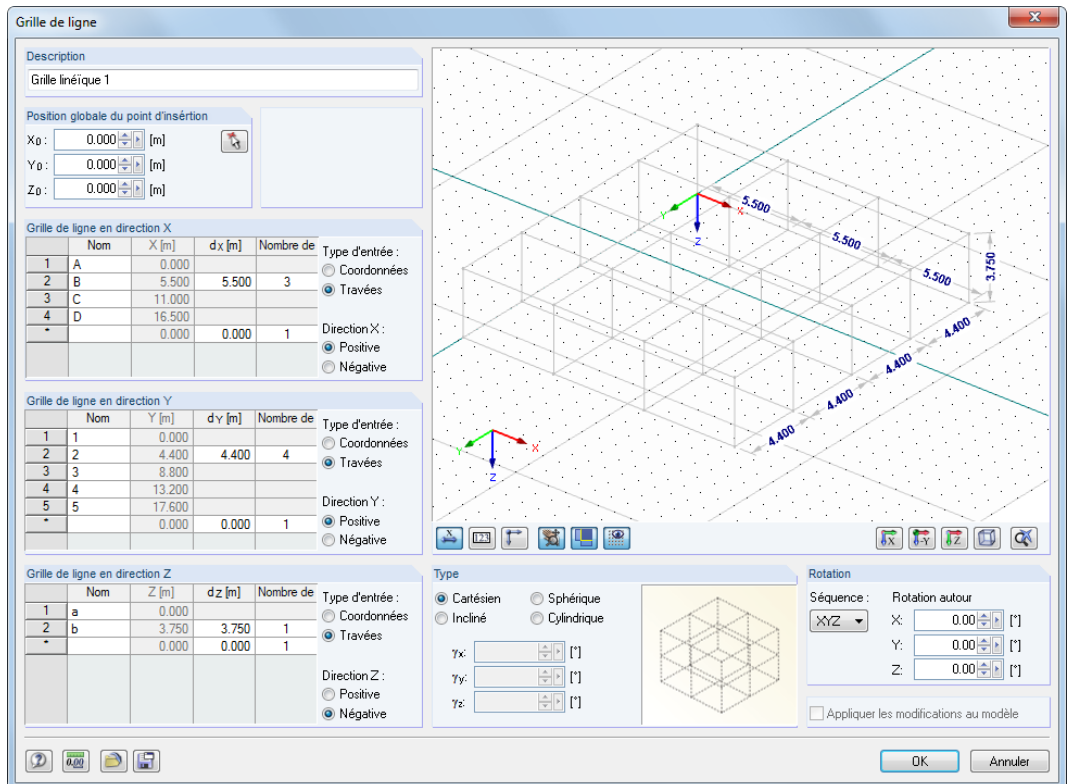 Grille de ligne
Description
Grille linéïque 1
Position globale du point d'insértion
X0 : 0.000 [m]
Y0 : 0.000 [m]
Z0 : 0.000 [m]
Grille de ligne en direction X
Nom X [m] dX [m] Nombre de
1 A 0.000
2 B 5.500 5.500 3
3 C 11.000
4 D 16.500
* 0.000 0.000 1
Type d'entrée :
Coordonnées
Travées
Direction X :
Positive
Négative
Grille de ligne en direction Y
Nom Y [m] dY [m] Nombre de
1 1 0.000
2 2 4.400 4.400 4
3 3 8.800
4 4 13.200
5 5 17.600
* 0.000 0.000 1
Type d'entrée :
Coordonnées
Travées
Direction Y :
Positive
Négative
Grille de ligne en direction Z
Nom Z [m] dZ [m] Nombre de
1 a 0.000
2 b 3.750 3.750 1
* 0.000 0.000 1
Type d'entrée :
Coordonnées
Travées
Direction Z :
Positive
Négative
Y X Z
5.500
5.500
5.500
3.750
4.400
4.400
4.400
4.400
Y X Z
X 123 X -Y Z
Type
Cartésien Sphérique
Incliné Cylindrique
γx: [°]
γy: [°]
γz: [°]
Rotation
Séquence : Rotation autour
XYZ X: 0.00 [°]
Y: 0.00 [°]
Z: 0.00 [°]
Appliquer les modifications au modèle
0,00
OK Annuler